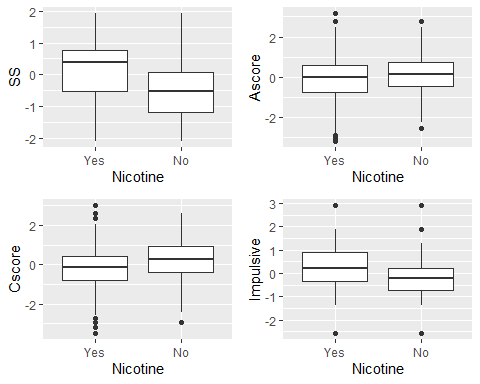 SS
2
1
0
-1
-2
Yes No
Nicotine
Ascore
2
0
-2
Yes No
Nicotine
Cscore
2
0
-2
Yes No
Nicotine
Impulsive
3
2
1
0
-1
-2
Yes No
Nicotine